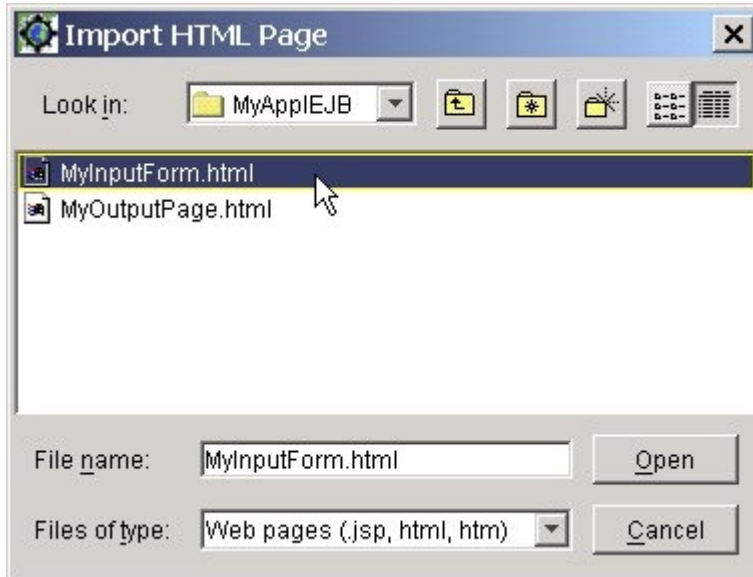 Import HTML Page
Look in: MyApplEJB
MyInputForm.html
MyOutputPage.html
File name: MyInputForm.html Open
Files of type: Web pages (.jsp, html, htm) Cancel